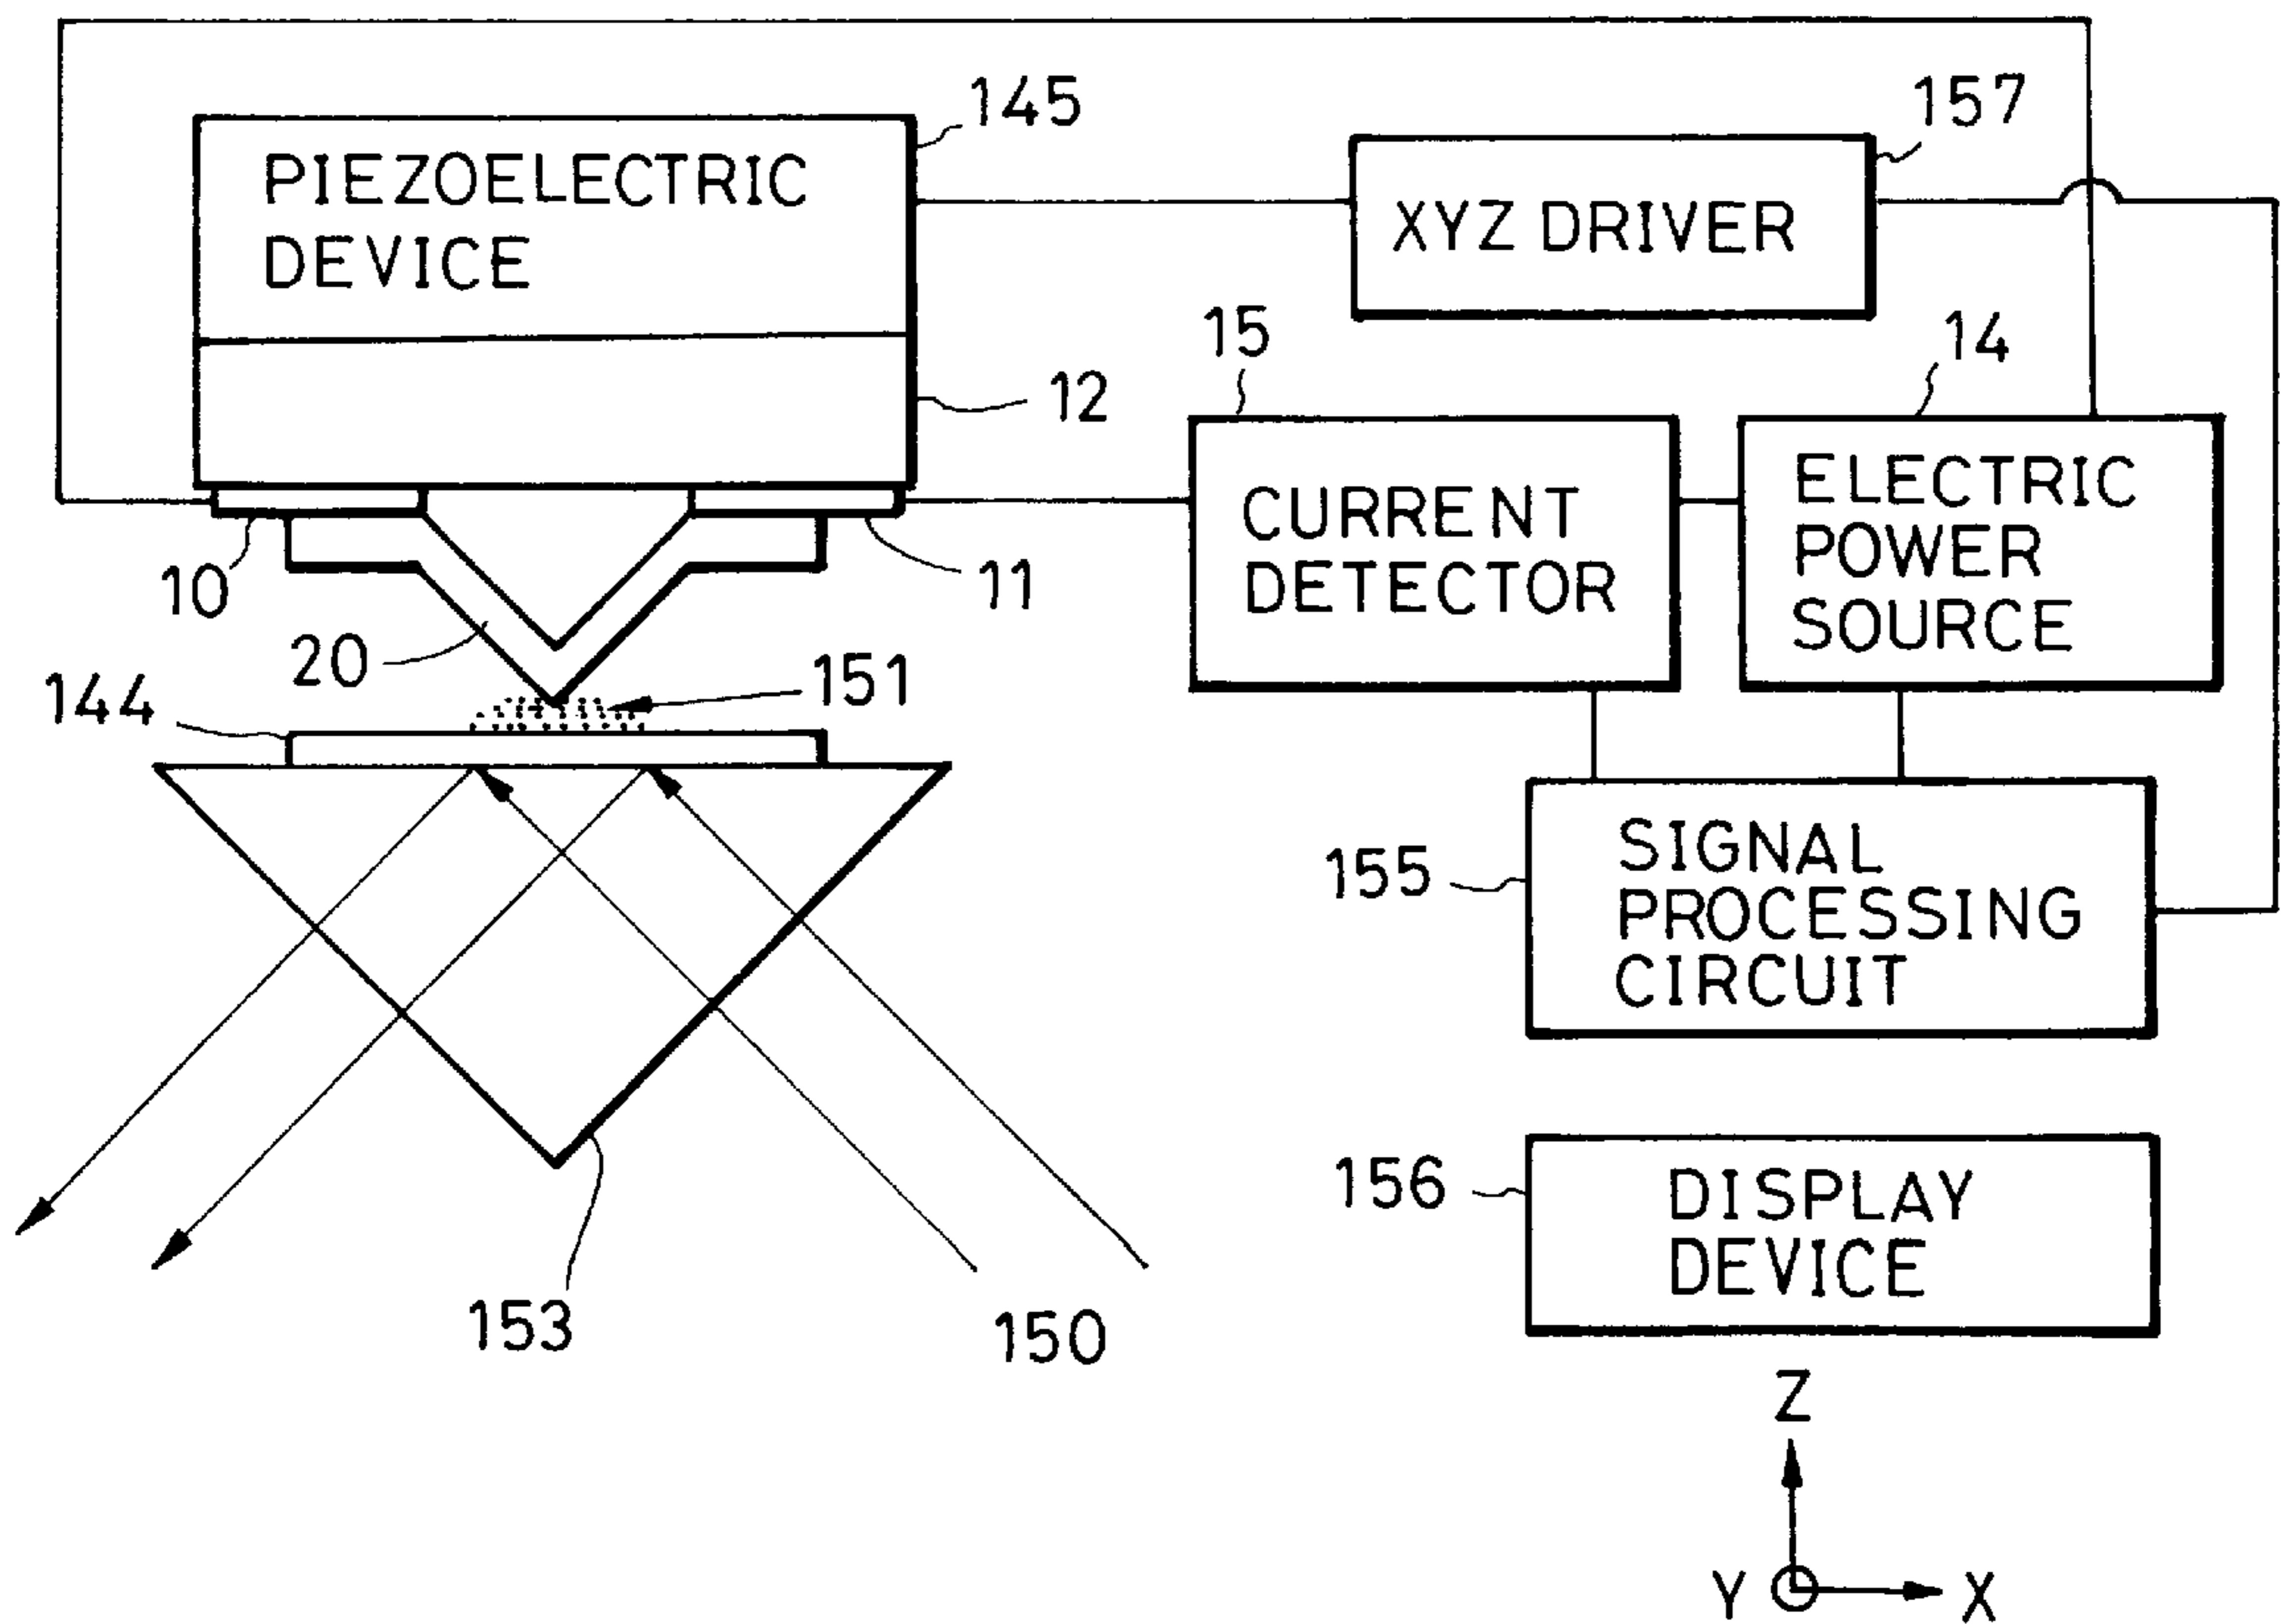 145
157
PIEZOELECTRIC
DEVICE
XYZ DRIVER
15
14
12
ELECTRIC
POWER
SOURCE
CURRENT
DETECTOR
10
11
20
151
144
SIGNAL
PROCESSING
CIRCUIT
155
156
DISPLAY
DEVICE
153
150
Z
Y
X